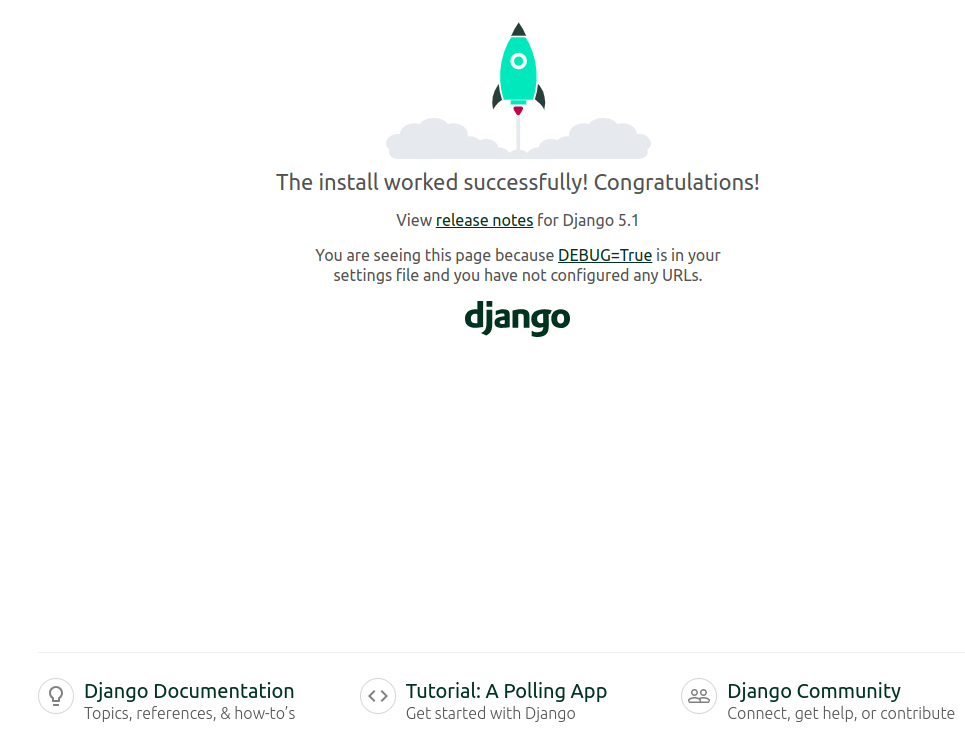 The install worked successfully! Congratulations!
View release notes for Django 5.1
You are seeing this page because DEBUG=True is in your
settings file and you have not configured any URLs.
django
Django Documentation
Topics, references, & how-to’s
Tutorial: A Polling App
Get started with Django
Django Community
Connect, get help, or contribute